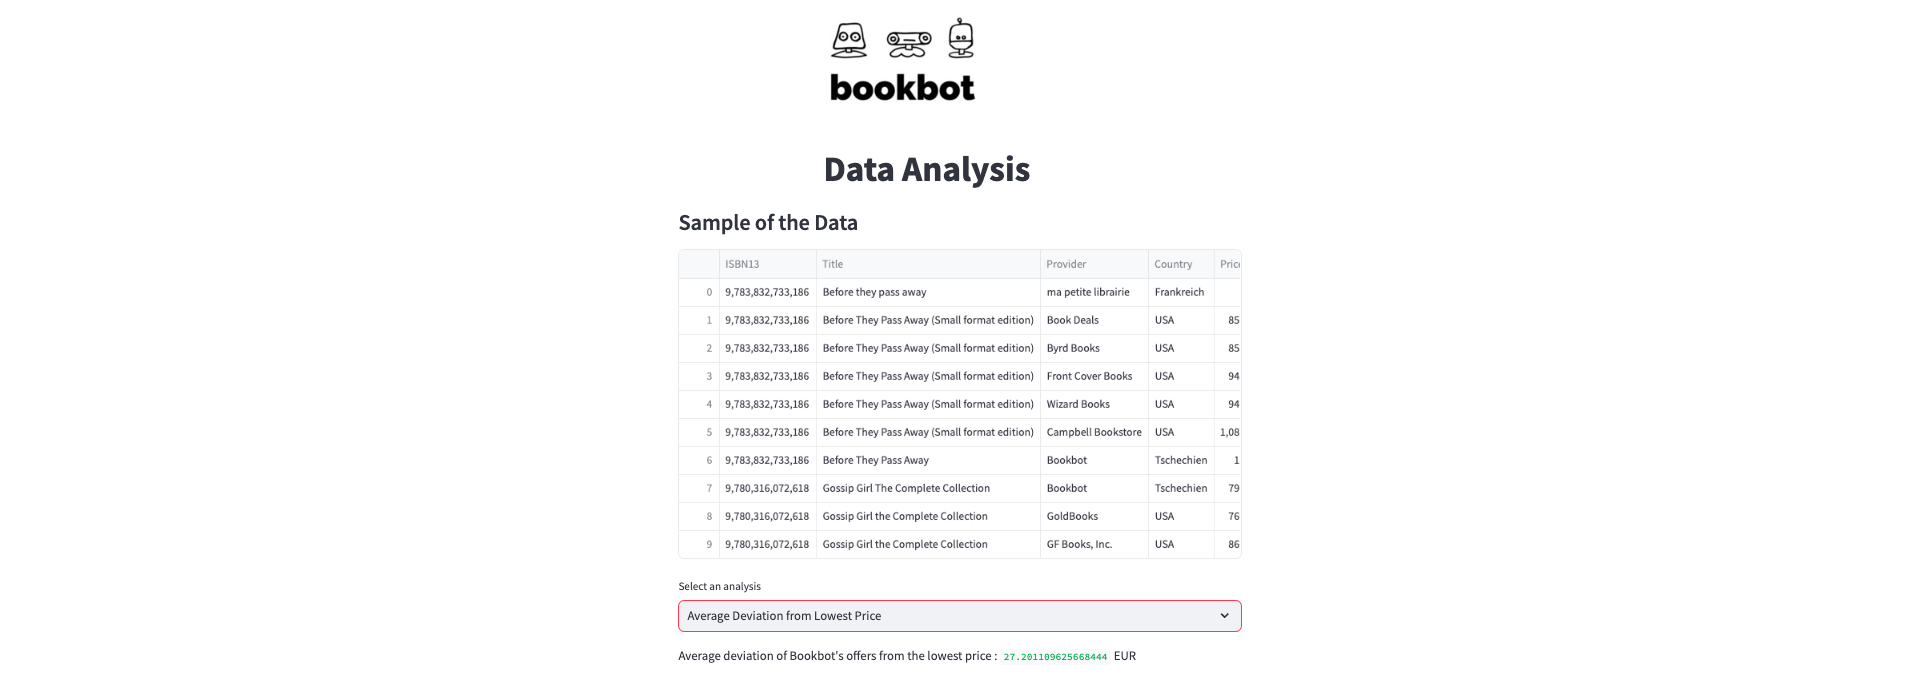 bookbot
Data Analysis
Sample of the Data
ISBN13 Title Provider Country Pric
0 9,783,832,733,186 Before they pass away ma petite librairie Frankreich
1 9,783,832,733,186 Before They Pass Away (Small format edition) Book Deals USA 85
2 9,783,832,733,186 Before They Pass Away (Small format edition) Byrd Books USA 85
3 9,783,832,733,186 Before They Pass Away (Small format edition) Front Cover Books USA 94
4 9,783,832,733,186 Before They Pass Away (Small format edition) Wizard Books USA 94
5 9,783,832,733,186 Before They Pass Away (Small format edition) Campbell Bookstore USA 1,08
6 9,783,832,733,186 Before They Pass Away Bookbot Tschechien 1
7 9,780,316,072,618 Gossip Girl The Complete Collection Bookbot Tschechien 79
8 9,780,316,072,618 Gossip Girl the Complete Collection GoldBooks USA 76
9 9,780,316,072,618 Gossip Girl the Complete Collection GF Books, Inc. USA 86
Select an analysis
Average Deviation from Lowest Price
Average deviation of Bookbot's offers from the lowest price : 27.201109625668444 EUR